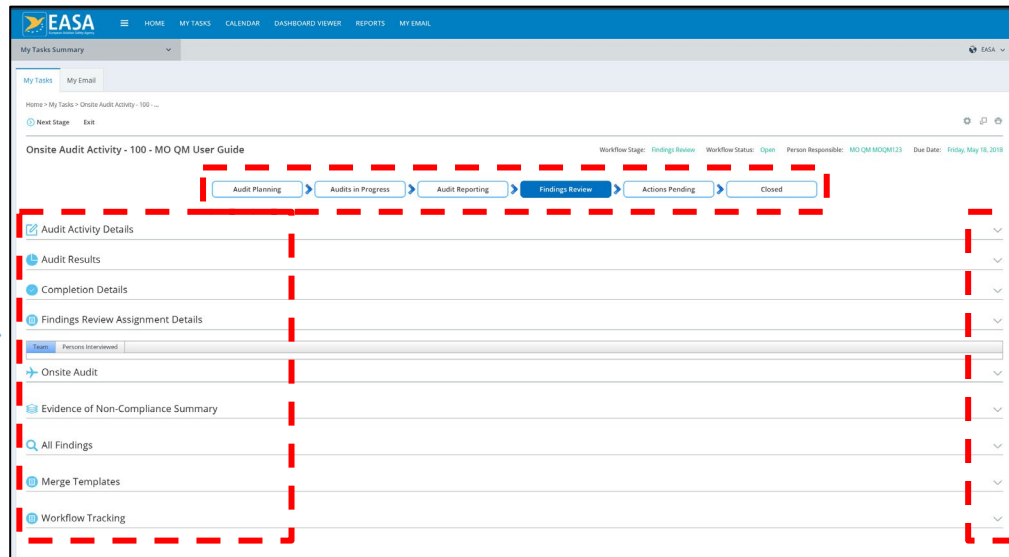 EASA HOME MY TASKS CALENDAR DASHBOARD VIEWER REPORTS MY EMAIL
European Aviation Safety Agency
My Tasks Summary EASA
My Tasks My Email
Home > My Tasks > Onsite Audit Activity - 100 - ...
Next Stage Exit
Onsite Audit Activity - 100 - MO QM User Guide Workflow Stage: Findings Review Workflow Status: Open Person Responsible: MO QM MOQM123 Due Date: Friday, May 18, 2018
Audit Planning Audits in Progress Audit Reporting Findings Review Actions Pending Closed
Audit Activity Details
Audit Results
Completion Details
Findings Review Assignment Details
Team Persons Interviewed
Onsite Audit
Evidence of Non-Compliance Summary
All Findings
Merge Templates
Workflow Tracking